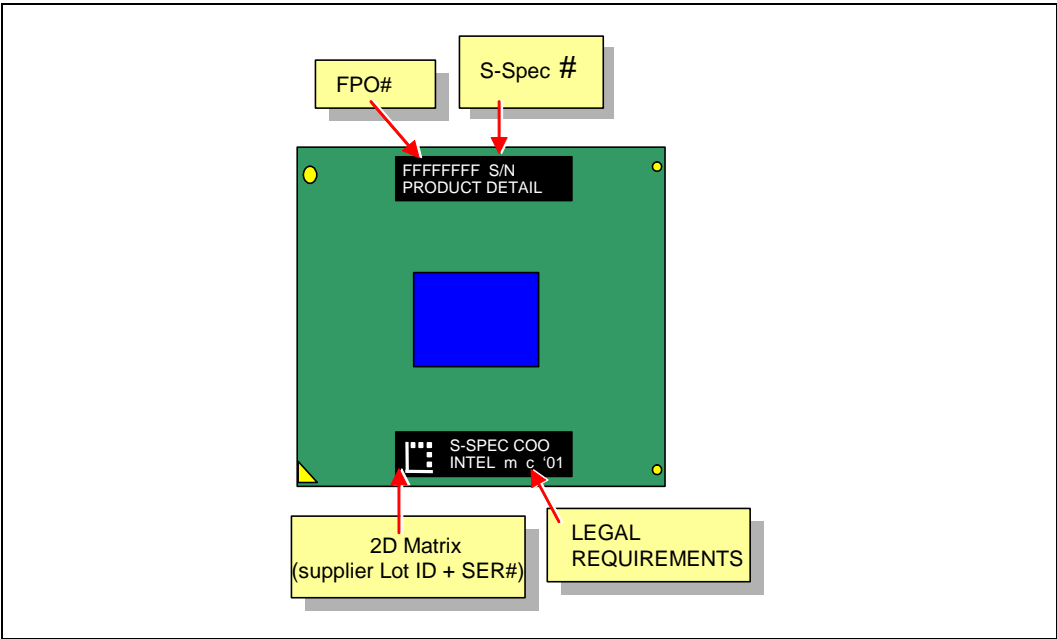 FPO#
S-Spec #
FFFFFFFF S/N
PRODUCT DETAIL
S-SPEC COO
INTEL m c ‘01
2D Matrix
(supplier Lot ID + SER#)
LEGAL
REQUIREMENTS